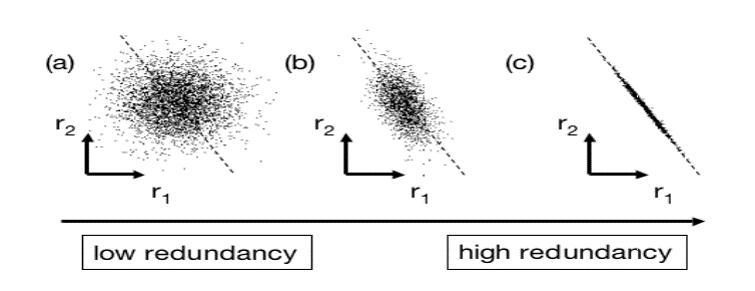 (a)
(b)
(c)
r2
r1
r2
r1
r2
r1
low redundancy
high redundancy